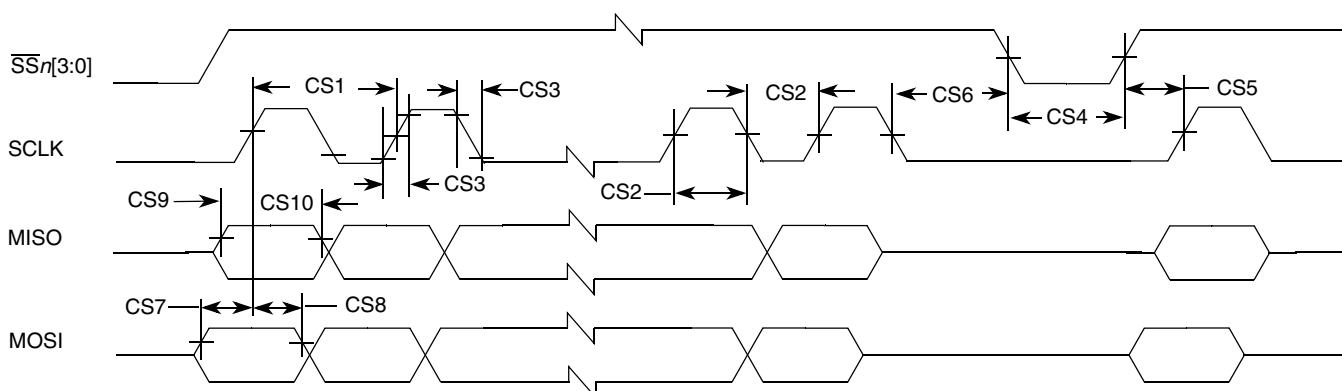 SSn[3:0]
CS1
CS3
CS2
CS6
CS4
CS5
SCLK
CS3
CS2
CS9
CS10
MISO
CS7
CS8
MOSI